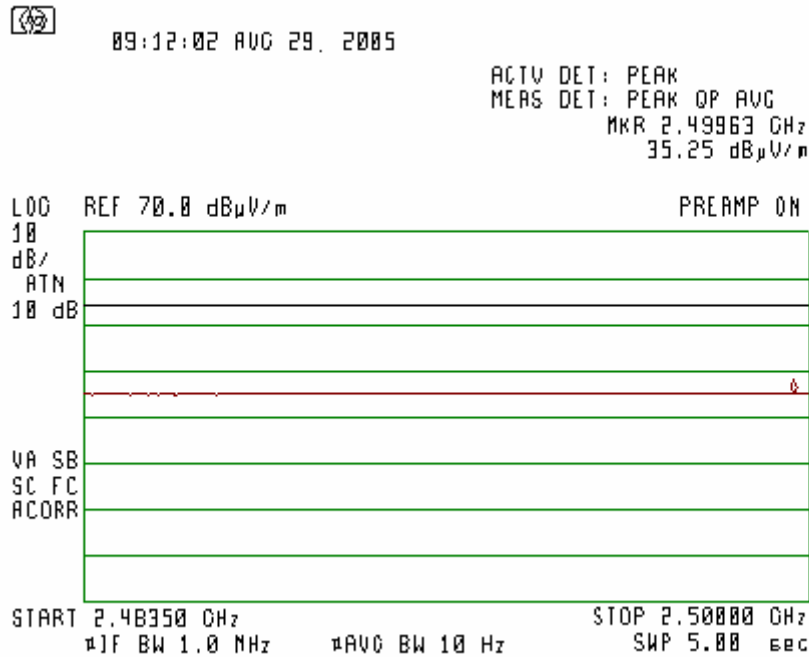 hp
09:12:02 AUG 29, 2005
ACTV DET: PEAK
MEAS DET: PEAK QP AVG
MKR 2.49963 GHz
35.25 dBµV/m
LOG REF 70.0 dBµV/m PREAMP ON
10
dB/
ATN
10 dB
VA SB
SC FC
ACORR
START 2.48350 GHz STOP 2.50000 GHz
#IF BW 1.0 MHz #AVG BW 10 Hz SWP 5.00 sec